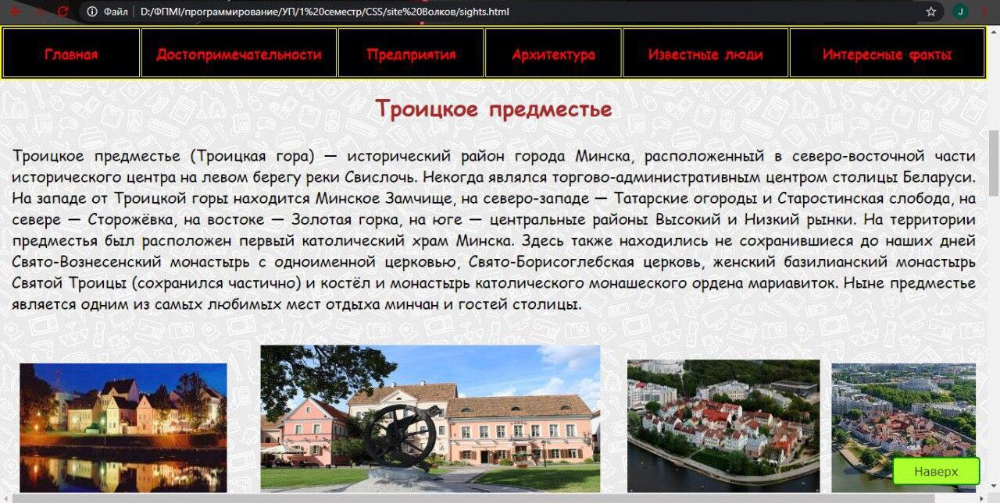 Файл D:/ФПМІ/программирование/УП/1%20семестр/CSS/site%20Волков/sights.html J
Главная Достопримечательности Предприятия Архитектура Известные люди Интересные факты
Троицкое предместье
Троицкое предместье (Троицкая гора) — исторический район города Минска, расположенный в северо-восточной части
исторического центра на левом берегу реки Свислочь. Некогда являлся торгово-административным центром столицы Беларуси.
На западе от Троицкой горы находится Минское Замчище, на северо-западе — Татарские огороды и Старостинская слобода, на
севере — Сторожёвка, на востоке — Золотая горка, на юге — центральные районы Высокий и Низкий рынки. На территории
предместья был расположен первый католический храм Минска. Здесь также находились не сохранившиеся до наших дней
Свято-Вознесенский монастырь с одноименной церковью, Свято-Борисоглебская церковь, женский базилианский монастырь
Святой Троицы (сохранился частично) и костёл и монастырь католического монашеского ордена мариавиток. Ныне предместье
является одним из самых любимых мест отдыха минчан и гостей столицы.
Наверх